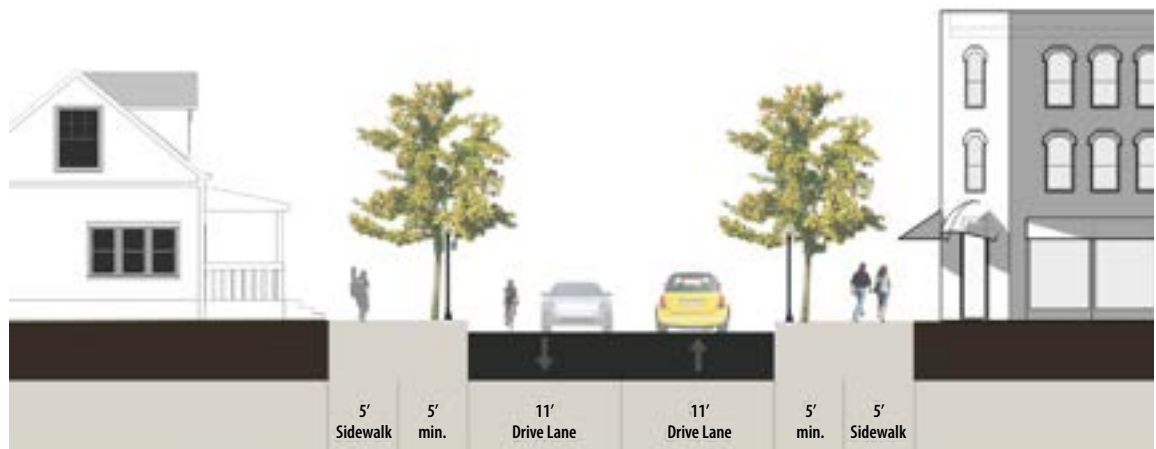 5′
Sidewalk
5′
min.
11′
Drive Lane
11′
Drive Lane
5′
min.
5′
Sidewalk